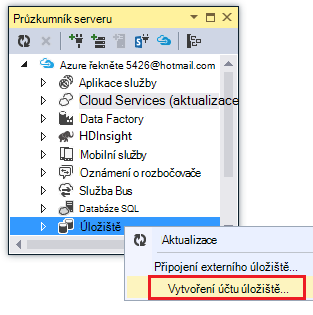 Průzkumník serveru
Azure řekněte 5426@hotmail.com
Aplikace služby
Cloud Services (aktualizace
Data Factory
HDInsight
Mobilní služby
Oznámení o rozbočovače
Služba Bus
Databáze SQL
Úložiště
Aktualizace
Připojení externího úložiště...
Vytvoření účtu úložiště...